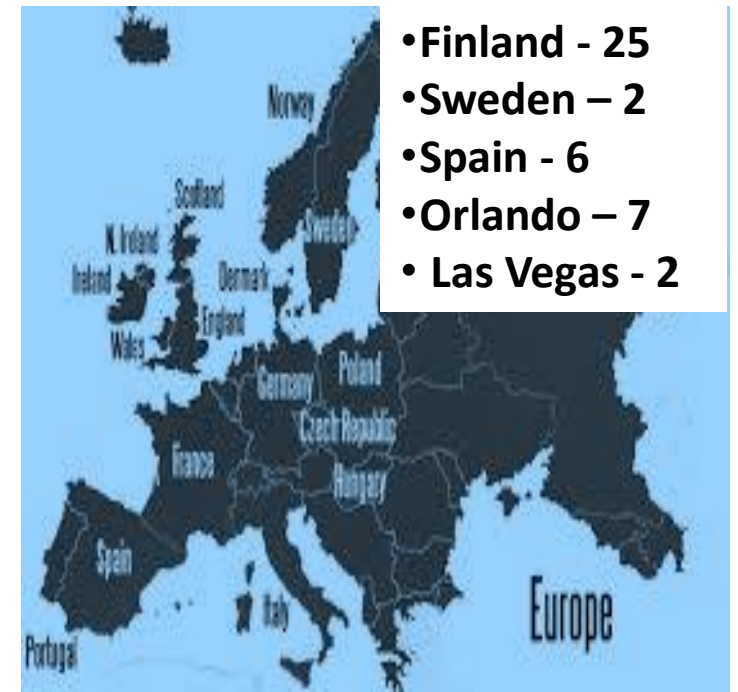 •Finland - 25
•Sweden – 2
•Spain - 6
•Orlando – 7
• Las Vegas - 2
Norway
Scotland
Sweden
N. Ireland
Ireland
Denmark
England
Wales
Poland
Germany
Czech Republic
France
Hungary
Spain
Europe
Italy
Portugal